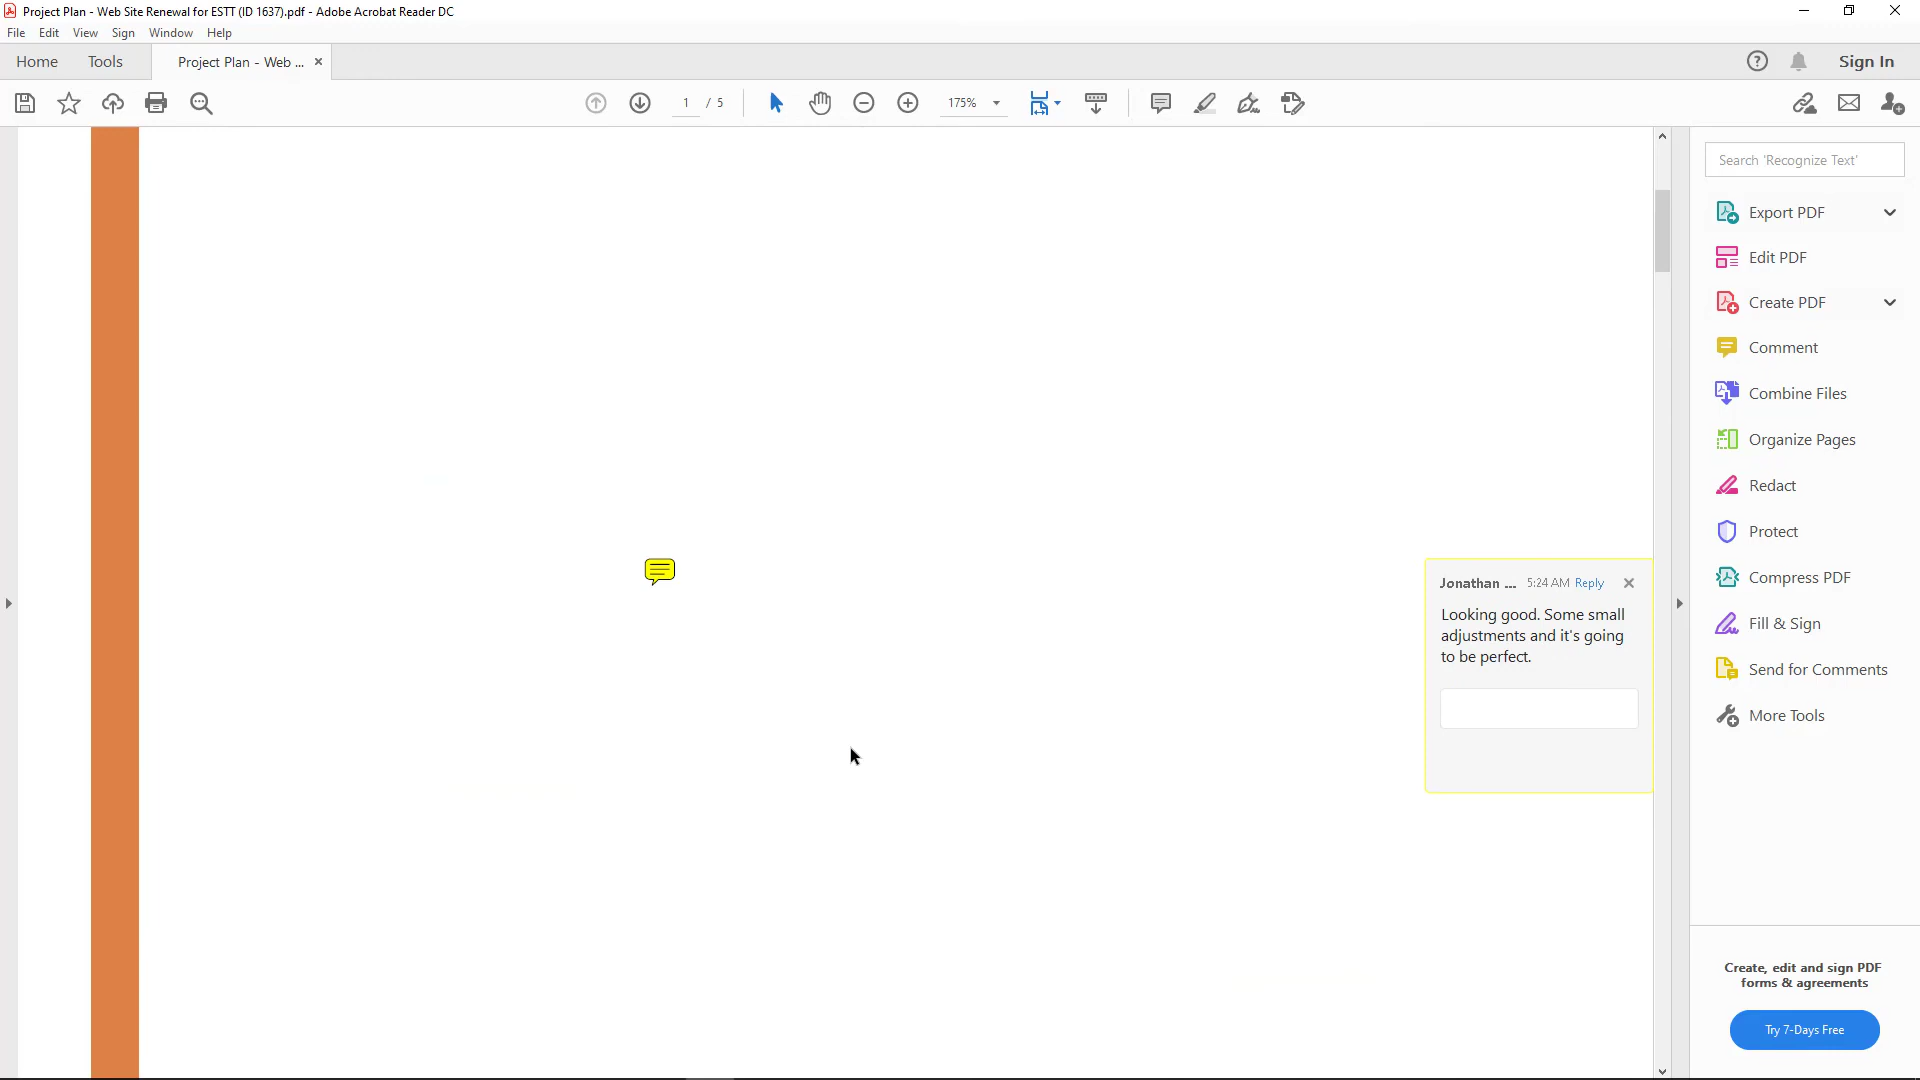 Project Plan - Web Site Renewal for ESTT (ID 1637).pdf - Adobe Acrobat Reader DC
File Edit View Sign Window Help
Home Tools Project Plan - Web ... Sign In
1 / 5 175%
Search 'Recognize Text'
Export PDF
Edit PDF
Create PDF
Comment
Combine Files
Organize Pages
Redact
Protect
Compress PDF
Fill & Sign
Send for Comments
More Tools
Jonathan ... 5:24 AM Reply
Looking good. Some small
adjustments and it's going
to be perfect.
Create, edit and sign PDF
forms & agreements
Try 7-Days Free